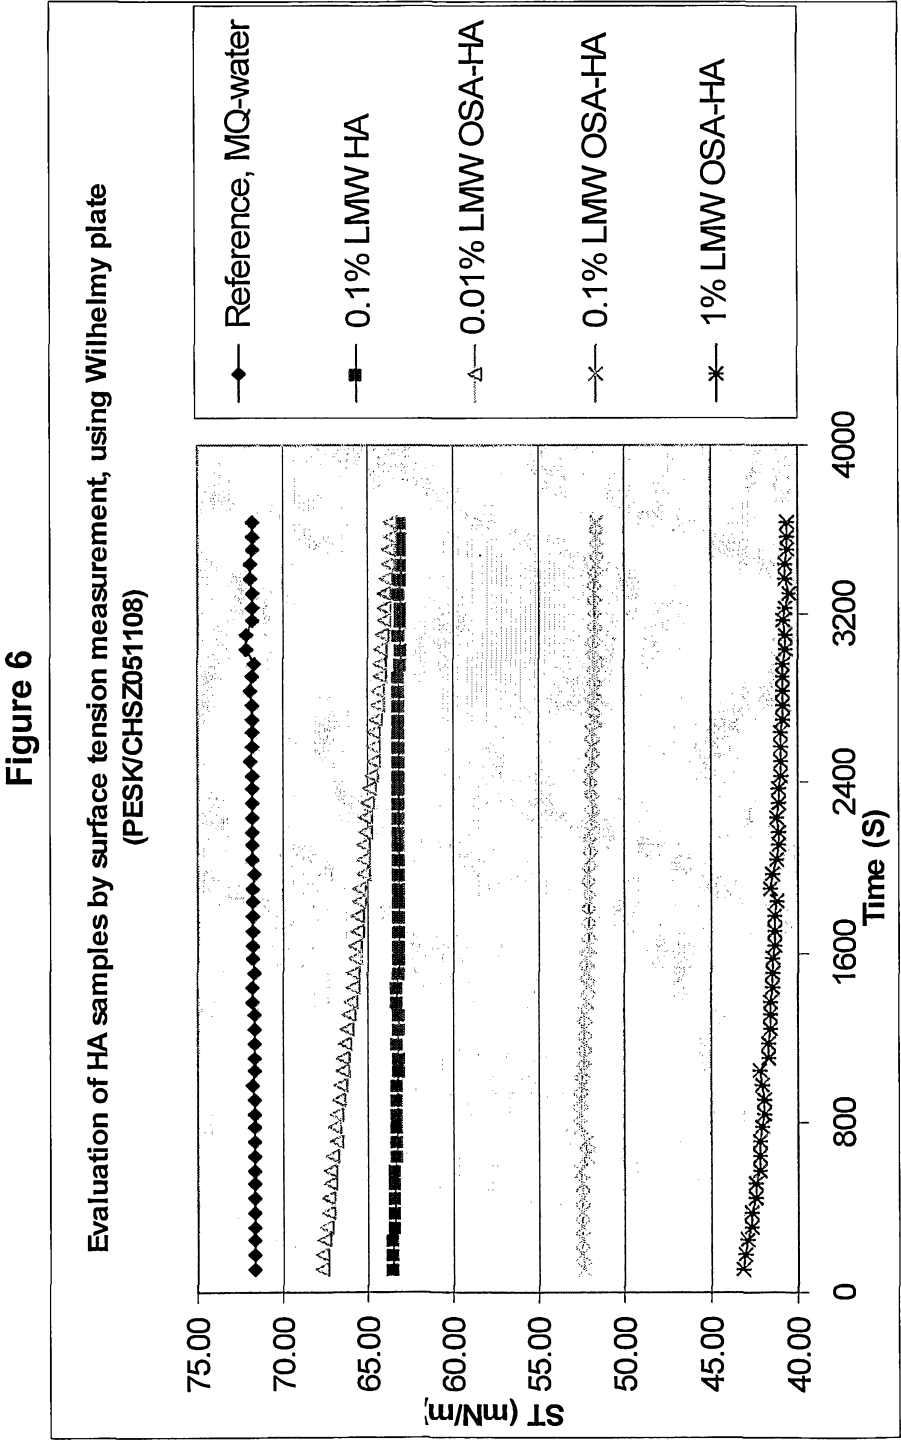 Figure 6
Evaluation of HA samples by surface tension measurement, using Wilhelmy plate
(PESK/CHSZ051108)
75.00
70.00
65.00
60.00
55.00
50.00
45.00
40.00
ST (mN/m)
0
800
1600
2400
3200
4000
Time (S)
Reference, MQ-water
0.1% LMW HA
0.01% LMW OSA-HA
0.1% LMW OSA-HA
1% LMW OSA-HA